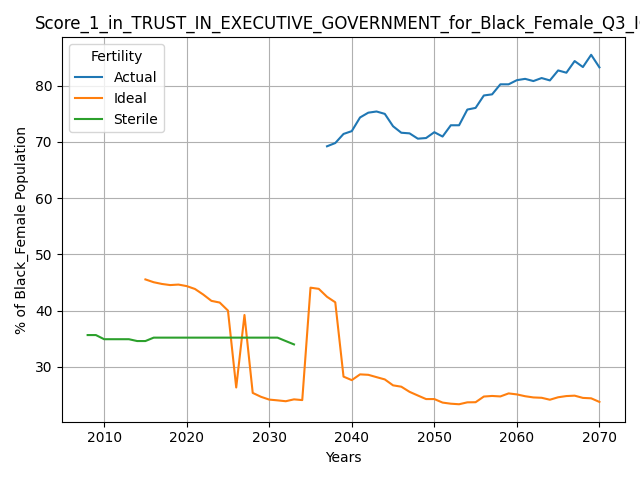 Score_1_in_TRUST_IN_EXECUTIVE_GOVERNMENT_for_Black_Female_Q3_I
Fertility
Actual
Ideal
Sterile
% of Black_Female Population
80
70
60
50
40
30
2010 2020 2030 2040 2050 2060 2070
Years